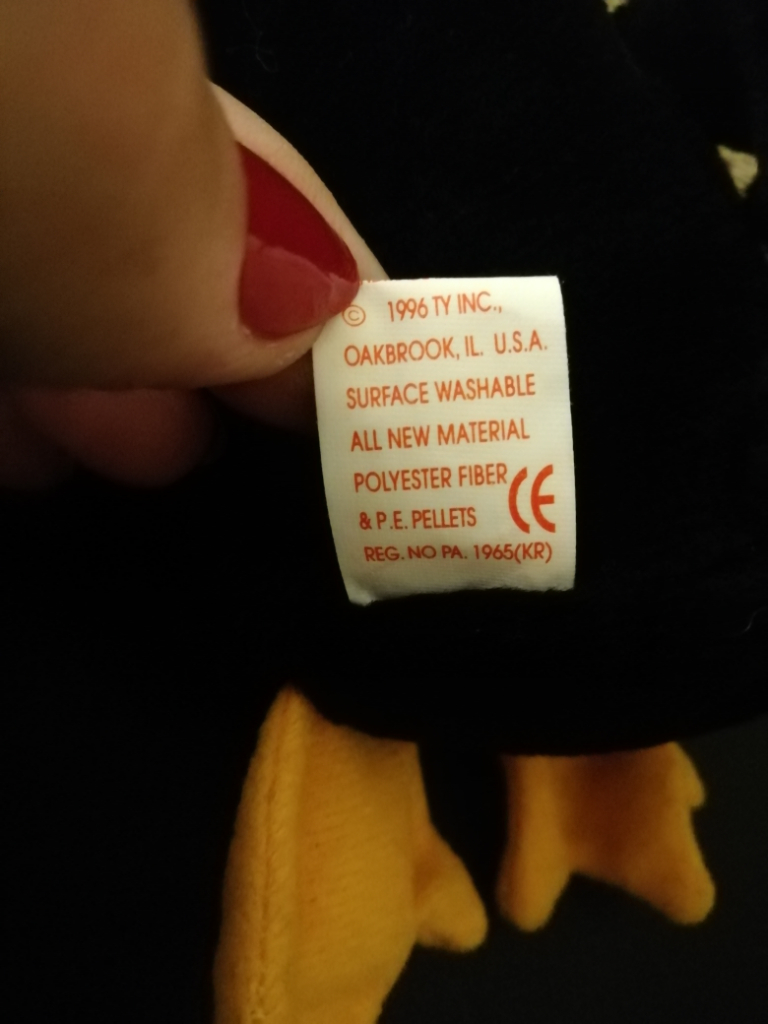 © 1996 TY INC.,
OAKBROOK, IL. U.S.A.
SURFACE WASHABLE
ALL NEW MATERIAL
POLYESTER FIBER
& P.E. PELLETS CE
REG. NO PA. 1965(KR)